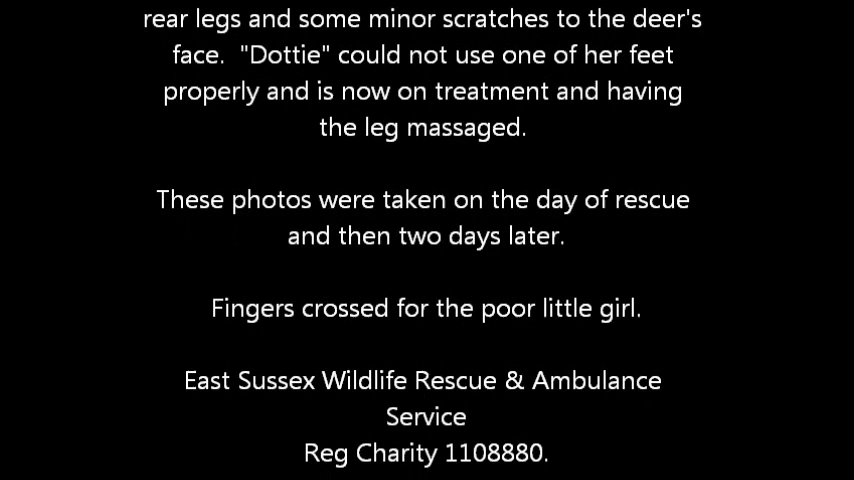 rear legs and some minor scratches to the deer's
face.  "Dottie" could not use one of her feet
properly and is now on treatment and having
the leg massaged.
These photos were taken on the day of rescue
and then two days later.
Fingers crossed for the poor little girl.
East Sussex Wildlife Rescue & Ambulance
Service
Reg Charity 1108880.